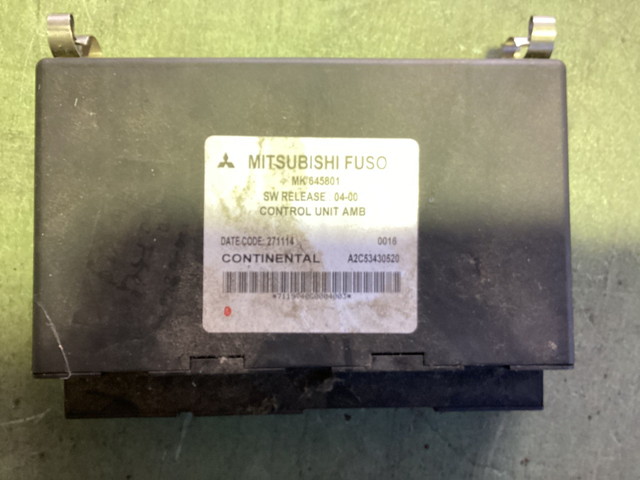 MITSUBISHI FUSO
MK 645801
SW RELEASE 04-00
CONTROL UNIT AMB
DATE CODE: 271114 0016
CONTINENTAL A2C53430520